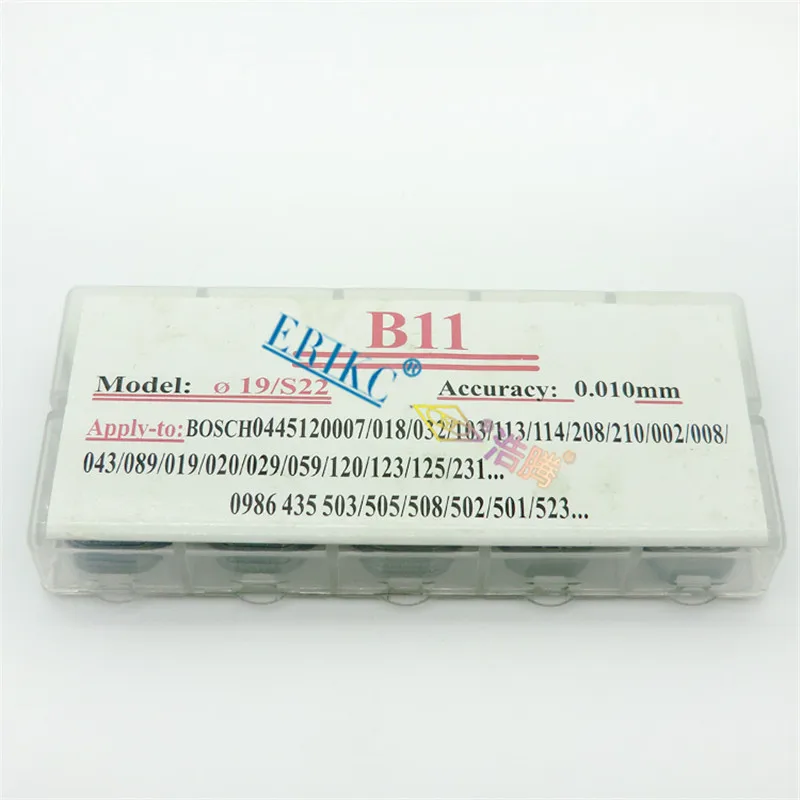 B11
ERIKC®
Model: ø 19/S22 Accuracy: 0.010mm
Apply-to: BOSCH0445120007/018/032/103/113/114/208/210/002/008/
043/089/019/020/029/059/120/123/125/231...
0986 435 503/505/508/502/501/523...
浩